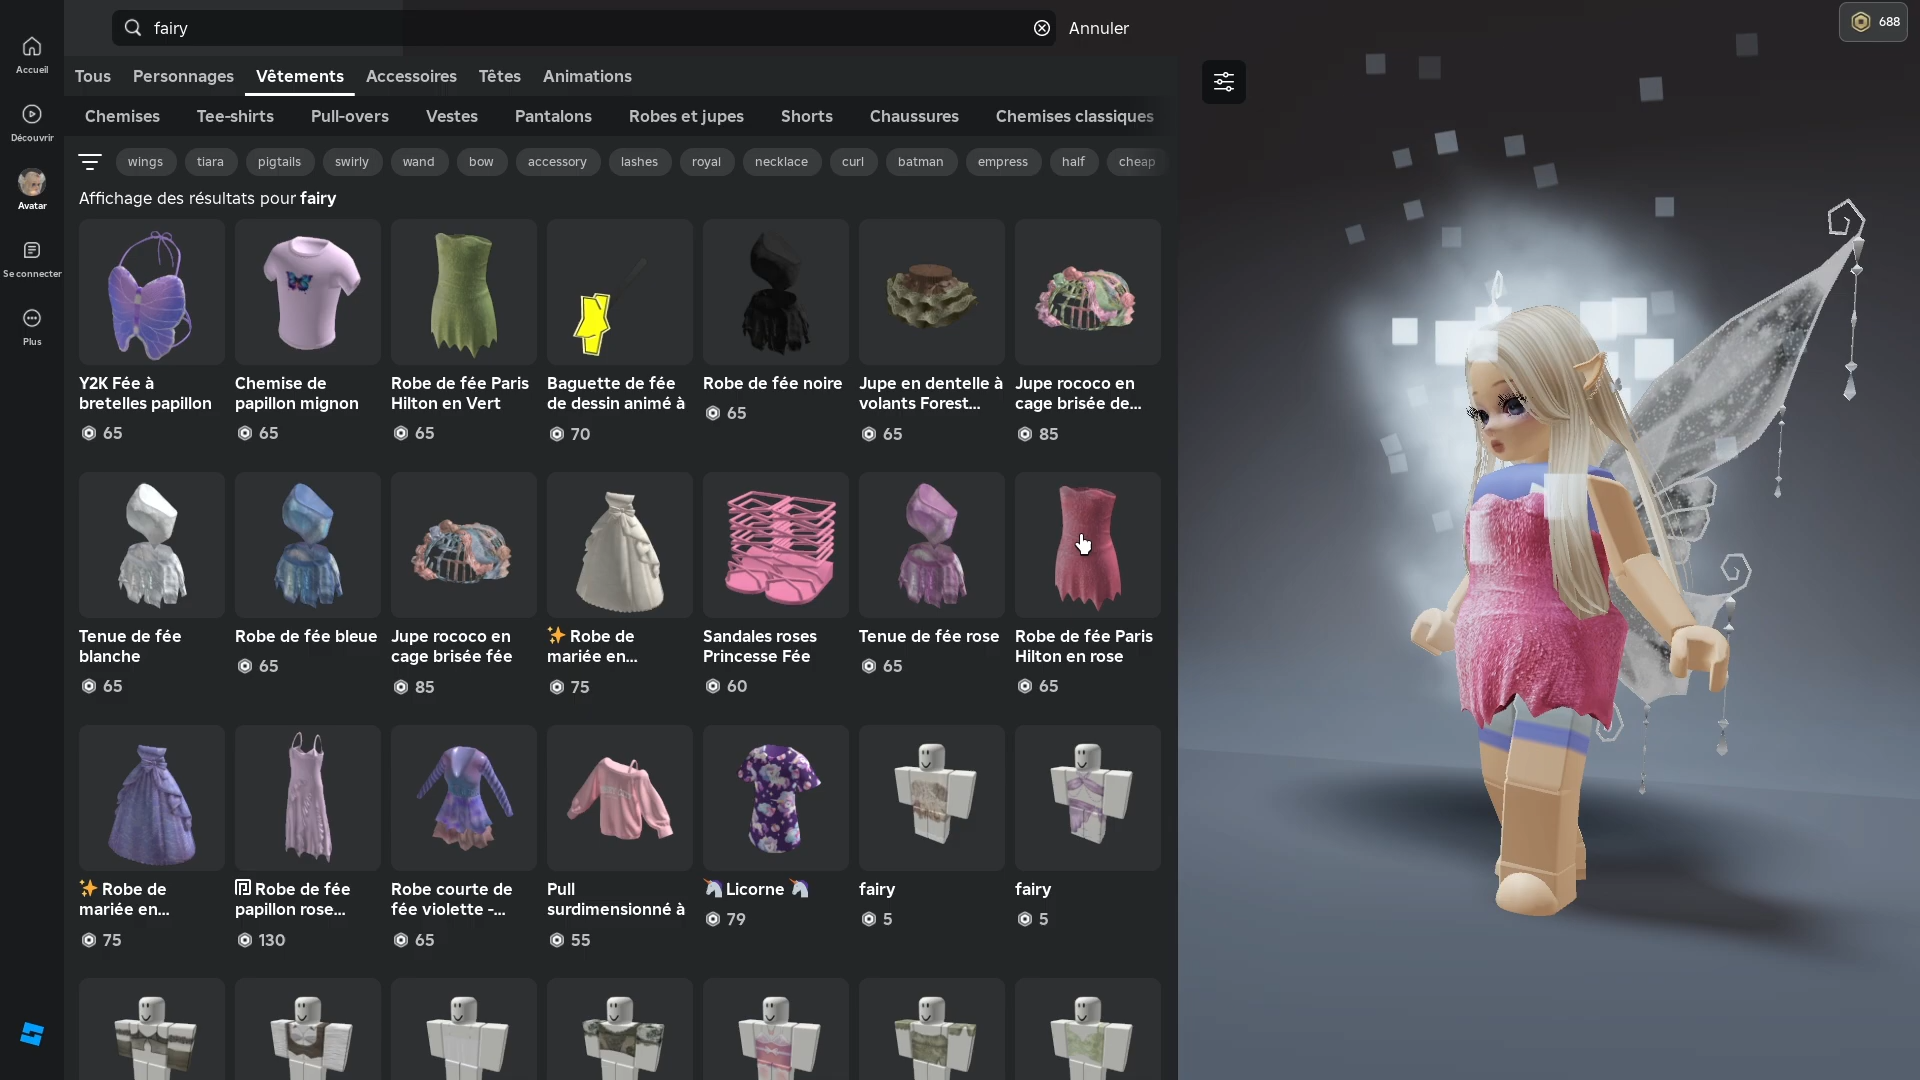 fairy
Annuler
688
Accueil
Découvrir
Avatar
Se connecter
Plus
Tous Personnages Vêtements Accessoires Têtes Animations
Chemises Tee-shirts Pull-overs Vestes Pantalons Robes et jupes Shorts Chaussures Chemises classiques
wings tiara pigtails swirly wand bow accessory lashes royal necklace curl batman empress half cheap
Affichage des résultats pour fairy
Y2K Fée à
bretelles papillon
65
Chemise de
papillon mignon
65
Robe de fée Paris
Hilton en Vert
65
Baguette de fée
de dessin animé à
70
Robe de fée noire
65
Jupe en dentelle à
volants Forest...
65
Jupe rococo en
cage brisée de...
85
Tenue de fée
blanche
65
Robe de fée bleue
65
Jupe rococo en
cage brisée fée
85
✨ Robe de
mariée en...
75
Sandales roses
Princesse Fée
60
Tenue de fée rose
65
Robe de fée Paris
Hilton en rose
65
✨ Robe de
mariée en...
75
Robe de fée
papillon rose...
130
Robe courte de
fée violette -...
65
Pull
surdimensionné à
55
🦄 Licorne 🦄
79
fairy
5
fairy
5